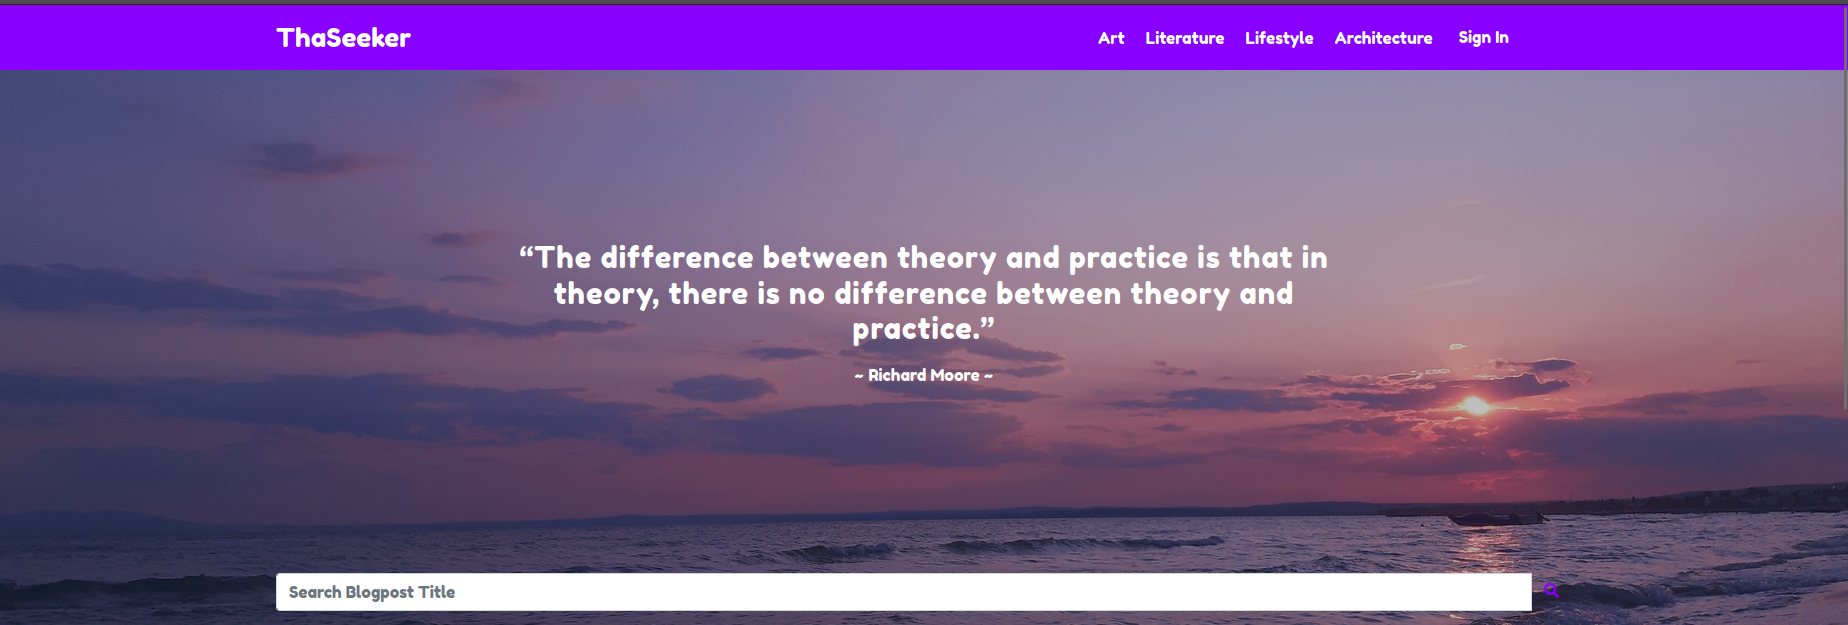 ThaSeeker
Art Literature Lifestyle Architecture Sign In
“The difference between theory and practice is that in
theory, there is no difference between theory and
practice.”
~ Richard Moore ~
Search Blogpost Title